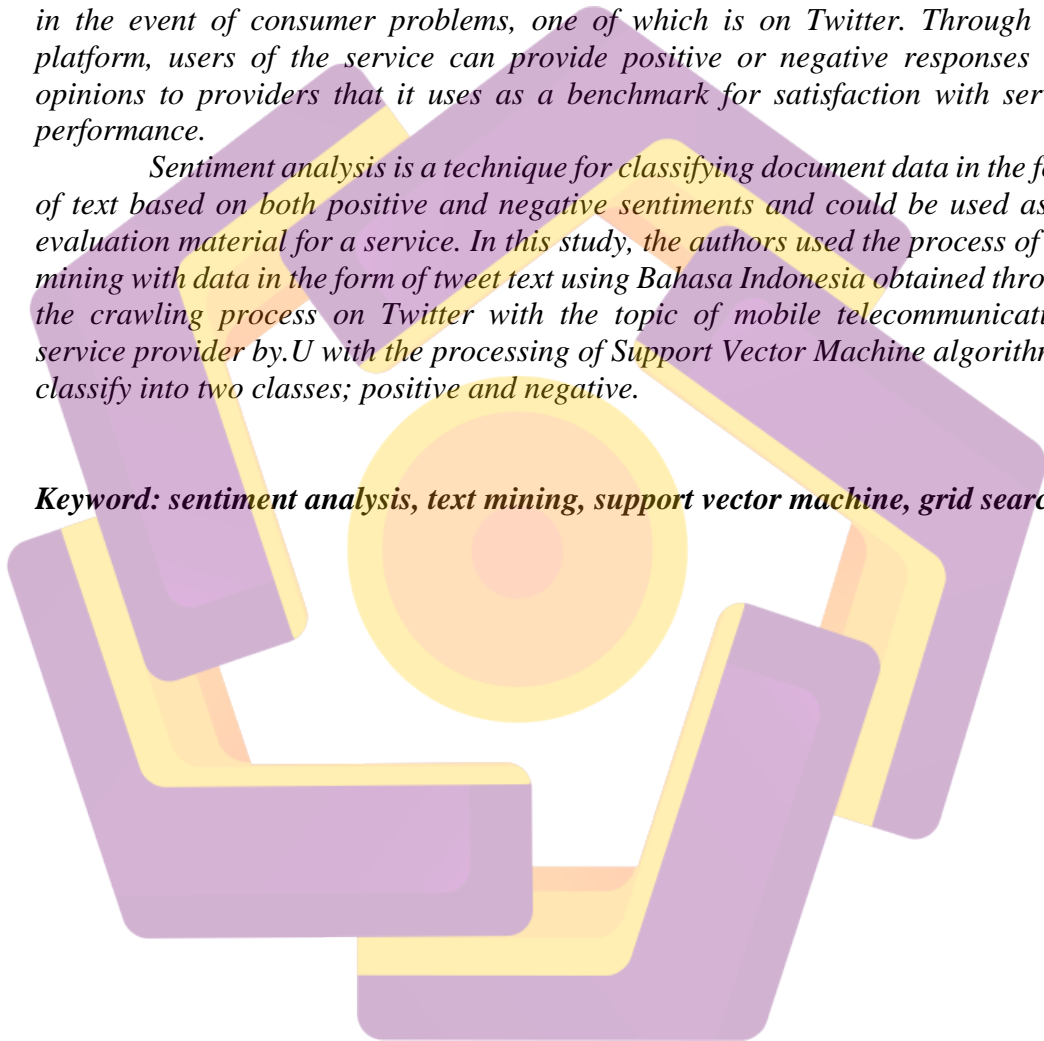 in the event of consumer problems, one of which is on Twitter. Through
platform, users of the service can provide positive or negative responses
opinions to providers that it uses as a benchmark for satisfaction with
performance.
Sentiment analysis is a technique for classifying document data in the
of text based on both positive and negative sentiments and could be used as
evaluation material for a service. In this study, the authors used the process of
mining with data in the form of tweet text using Bahasa Indonesia obtained
the crawling process on Twitter with the topic of mobile
service provider by.U with the processing of Support Vector Machine
classify into two classes; positive and negative.
Keyword: sentiment analysis, text mining, support vector machine, grid